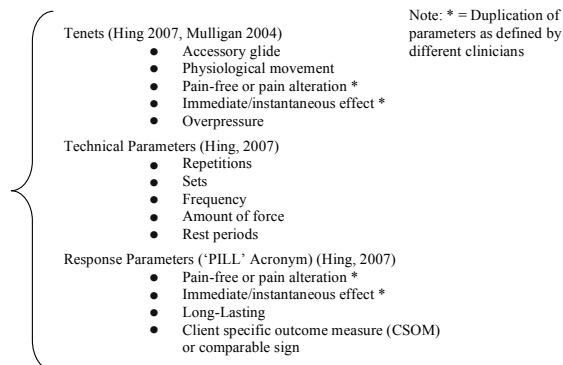 Note: * = Duplication of
parameters as defined by
different clinicians
Tenets (Hing 2007, Mulligan 2004)
● Accessory glide
● Physiological movement
● Pain-free or pain alteration *
● Immediate/instantaneous effect *
● Overpressure
Technical Parameters (Hing, 2007)
● Repetitions
● Sets
● Frequency
● Amount of force
● Rest periods
Response Parameters (‘PILL’ Acronym) (Hing, 2007)
● Pain-free or pain alteration *
● Immediate/instantaneous effect *
● Long-Lasting
● Client specific outcome measure (CSOM)
or comparable sign